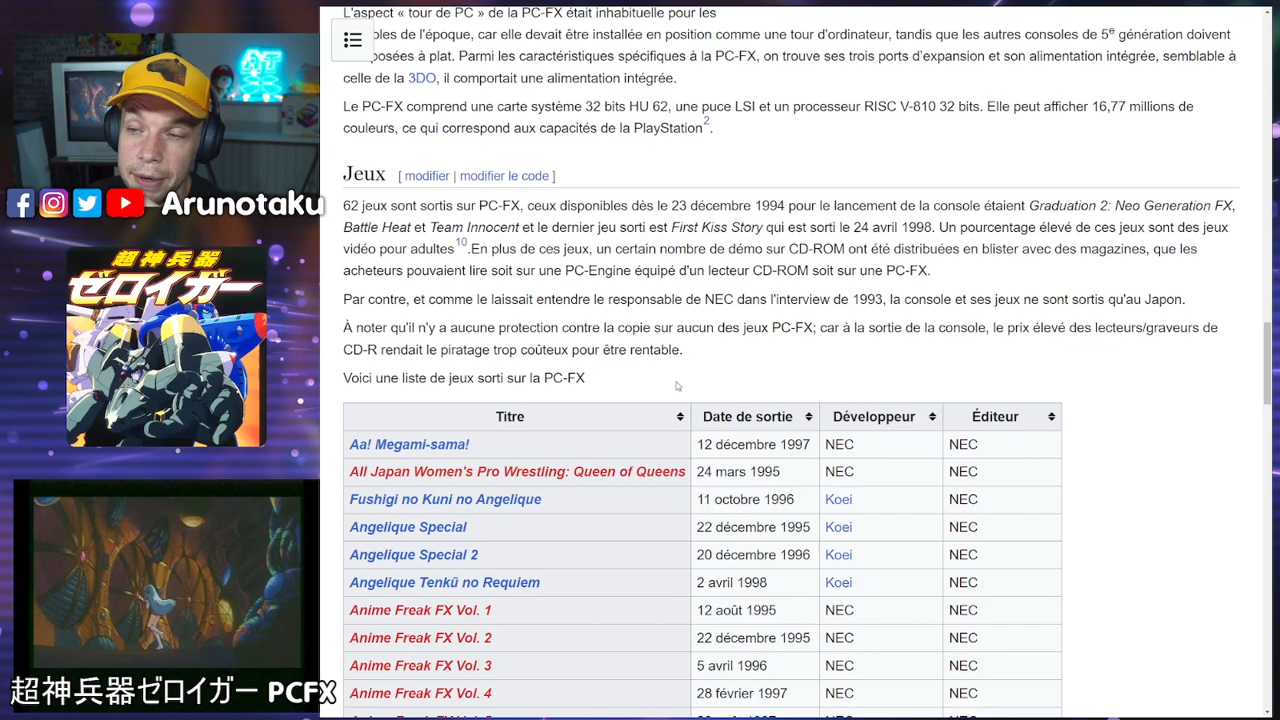 L'aspect « tour de PC » de la PC-FX était inhabituelle pour les
oles de l'époque, car elle devait être installée en position comme une tour d'ordinateur, tandis que les autres consoles de 5e génération doivent
posées à plat. Parmi les caractéristiques spécifiques à la PC-FX, on trouve ses trois ports d'expansion et son alimentation intégrée, semblable à
celle de la 3DO, il comportait une alimentation intégrée.
Le PC-FX comprend une carte système 32 bits HU 62, une puce LSI et un processeur RISC V-810 32 bits. Elle peut afficher 16,77 millions de
couleurs, ce qui correspond aux capacités de la PlayStation2.
Jeux [ modifier | modifier le code ]
62 jeux sont sortis sur PC-FX, ceux disponibles dès le 23 décembre 1994 pour le lancement de la console étaient Graduation 2: Neo Generation FX,
Battle Heat et Team Innocent et le dernier jeu sorti est First Kiss Story qui est sorti le 24 avril 1998. Un pourcentage élevé de ces jeux sont des jeux
vidéo pour adultes10.En plus de ces jeux, un certain nombre de démo sur CD-ROM ont été distribuées en blister avec des magazines, que les
acheteurs pouvaient lire soit sur une PC-Engine équipé d'un lecteur CD-ROM soit sur une PC-FX.
Par contre, et comme le laissait entendre le responsable de NEC dans l'interview de 1993, la console et ses jeux ne sont sortis qu'au Japon.
À noter qu'il n'y a aucune protection contre la copie sur aucun des jeux PC-FX; car à la sortie de la console, le prix élevé des lecteurs/graveurs de
CD-R rendait le piratage trop coûteux pour être rentable.
Voici une liste de jeux sorti sur la PC-FX
Titre Date de sortie Développeur Éditeur
Aa! Megami-sama! 12 décembre 1997 NEC NEC
All Japan Women's Pro Wrestling: Queen of Queens 24 mars 1995 NEC NEC
Fushigi no Kuni no Angelique 11 octobre 1996 Koei NEC
Angelique Special 22 décembre 1995 Koei NEC
Angelique Special 2 20 décembre 1996 Koei NEC
Angelique Tenkū no Requiem 2 avril 1998 Koei NEC
Anime Freak FX Vol. 1 12 août 1995 NEC NEC
Anime Freak FX Vol. 2 22 décembre 1995 NEC NEC
Anime Freak FX Vol. 3 5 avril 1996 NEC NEC
Anime Freak FX Vol. 4 28 février 1997 NEC NEC
Arunotaku
超神兵器
ゼロイガー
超神兵器ゼロイガー PCFX